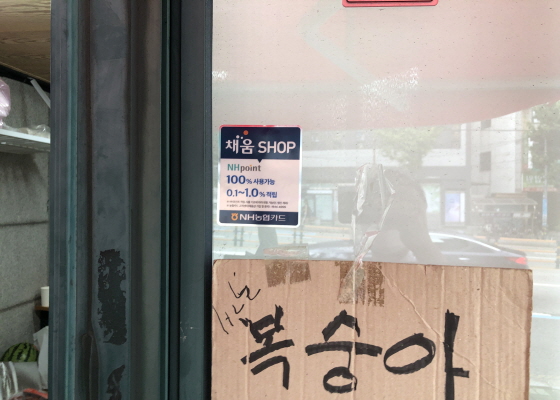 채움 SHOP
NHpoint
100% 사용가능
0.1~1.0% 적립
NH농협카드
복숭아